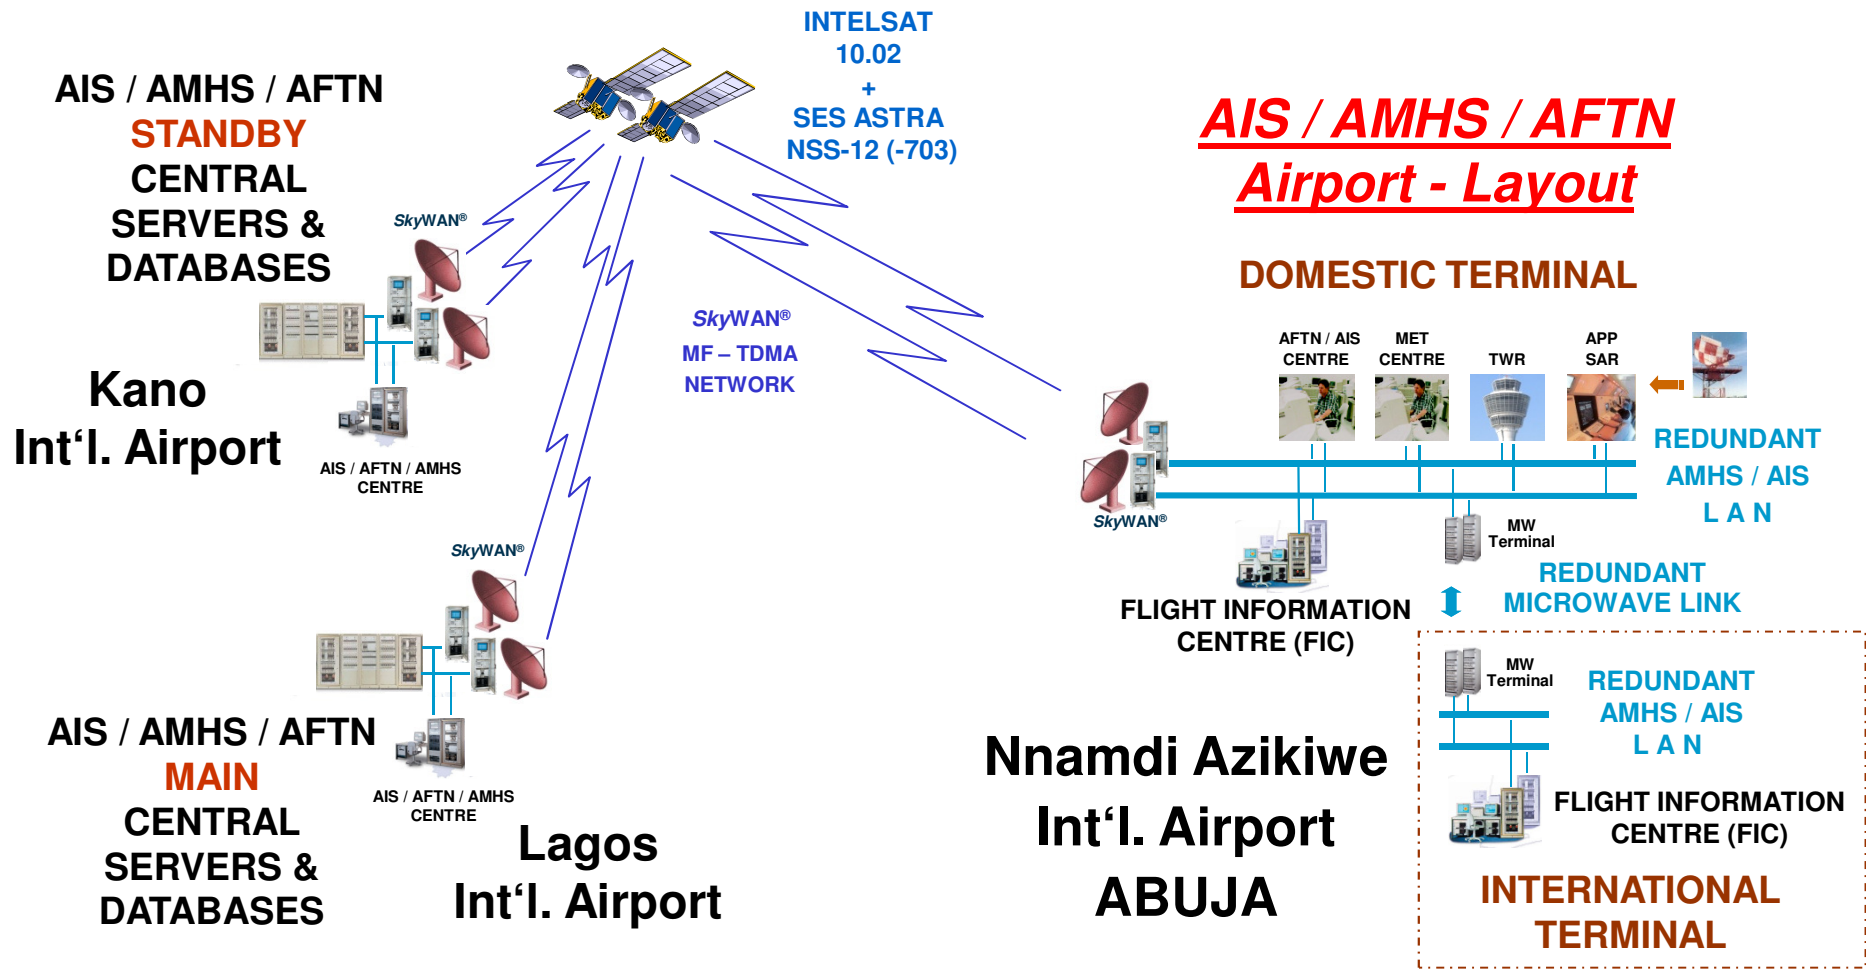 INTELSAT
10.02
+
SES ASTRA
NSS-12 (-703)
AIS / AMHS / AFTN
STANDBY
CENTRAL
SERVERS &
DATABASES
SkyWAN®
Kano
Int‘l. Airport
AIS / AFTN / AMHS
CENTRE
SkyWAN®
MF – TDMA
NETWORK
SkyWAN®
AIS / AMHS / AFTN
MAIN
CENTRAL
SERVERS &
DATABASES
AIS / AFTN / AMHS
CENTRE
Lagos
Int‘l. Airport
AIS / AMHS / AFTN
Airport - Layout
DOMESTIC TERMINAL
AFTN / AIS
CENTRE
MET
CENTRE
TWR
APP
SAR
REDUNDANT
AMHS / AIS
L A N
SkyWAN®
MW
Terminal
FLIGHT INFORMATION
CENTRE (FIC)
REDUNDANT
MICROWAVE LINK
MW
Terminal
REDUNDANT
AMHS / AIS
L A N
FLIGHT INFORMATION
CENTRE (FIC)
INTERNATIONAL
TERMINAL
Nnamdi Azikiwe
Int‘l. Airport
ABUJA